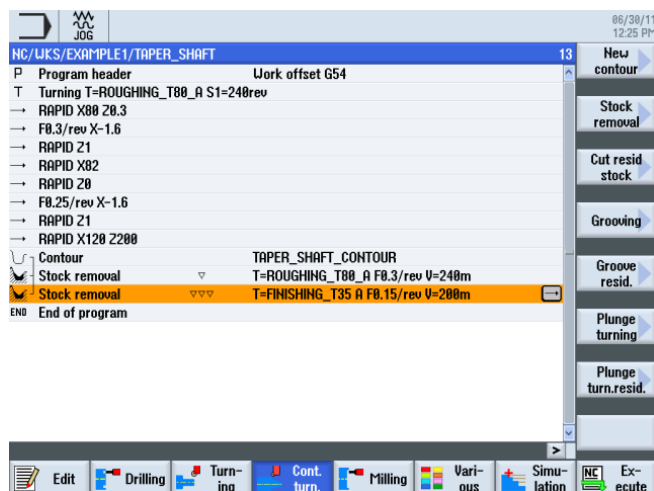 JOG
06/30/11
12:25 PM
NC/WKS/EXAMPLE1/TAPER_SHAFT 13
P Program header Work offset G54
T Turning T=ROUGHING_T80_A S1=240rev
→ RAPID X80 Z0.3
→ F0.3/rev X-1.6
→ RAPID Z1
→ RAPID X82
→ RAPID Z0
→ F0.25/rev X-1.6
→ RAPID Z1
→ RAPID X120 Z200
Contour TAPER_SHAFT_CONTOUR
Stock removal ▽ T=ROUGHING_T80_A F0.3/rev V=240m
Stock removal ▽▽▽ T=FINISHING_T35 A F0.15/rev V=200m →
END End of program
New
contour
Stock
removal
Cut resid
stock
Grooving
Groove
resid.
Plunge
turning
Plunge
turn.resid.
>
Edit
Drilling
Turn-
ing
Cont.
turn.
Milling
Vari-
ous
Simu-
lation
NC Ex-
ecute